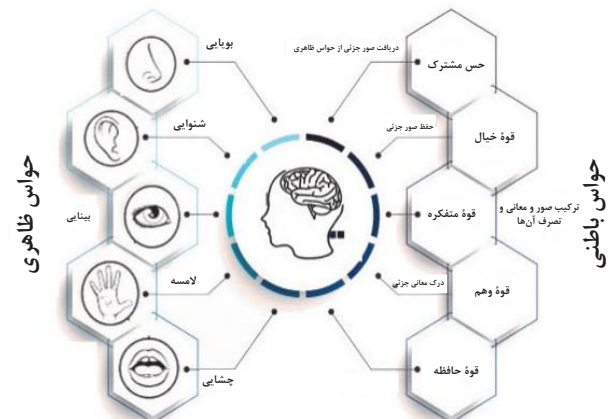 حواس باطنی
حس مشترک
دریافت صور جزئی از حواس ظاهری
قوهٔ خیال
حفظ صور جزئی
قوهٔ متفکره
ترکیب صور و معانی و
تصرف آن‌ها
قوهٔ وهم
درک معانی جزئی
قوهٔ حافظه
حواس ظاهری
بویایی
شنوایی
بینایی
لامسه
چشایی